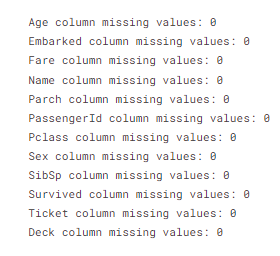 Age column missing values: 0
Embarked column missing values: 0
Fare column missing values: 0
Name column missing values: 0
Parch column missing values: 0
PassengerId column missing values: 0
Pclass column missing values: 0
Sex column missing values: 0
SibSp column missing values: 0
Survived column missing values: 0
Ticket column missing values: 0
Deck column missing values: 0